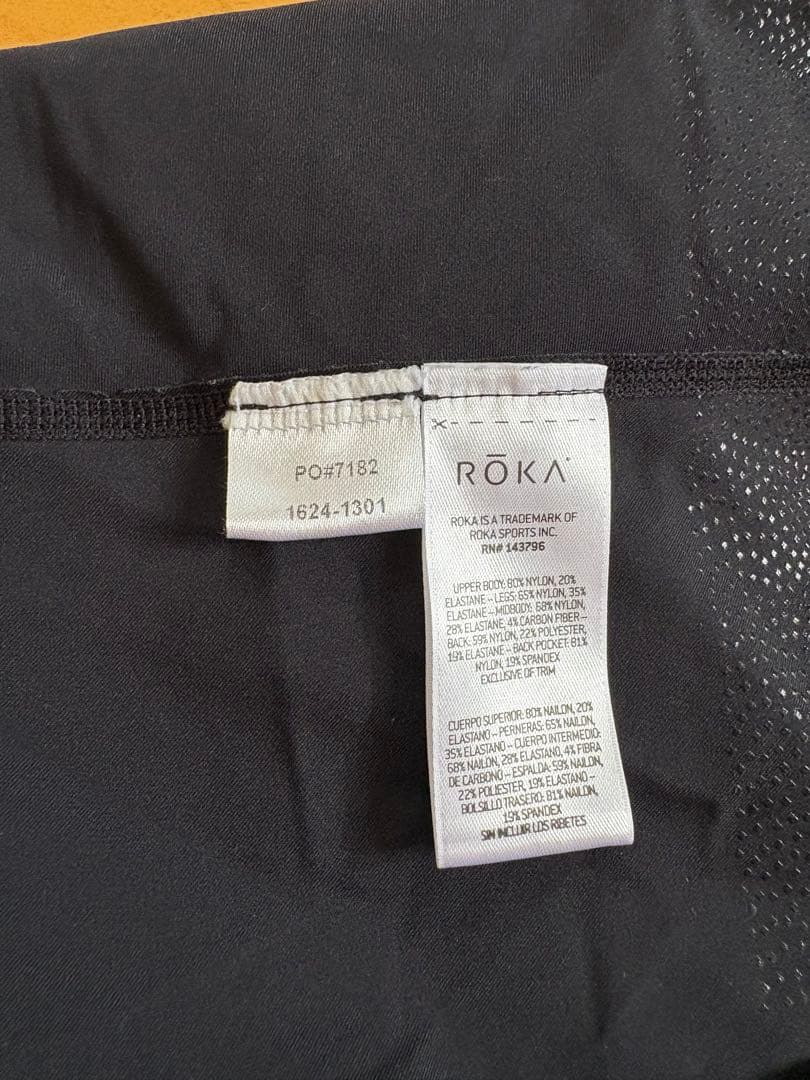 PO#7182
1624-1301
RŌKA
ROKA IS A TRADEMARK OF
ROKA SPORTS INC.
RN# 143796
UPPER BODY: 80% NYLON, 20%
ELASTANE – LEGS: 65% NYLON, 35%
ELASTANE – MIDBODY: 68% NYLON,
28% ELASTANE, 4% CARBON FIBER –
BACK: 59% NYLON, 22% POLYESTER,
19% ELASTANE – BACK POCKET: 81%
NYLON, 19% SPANDEX
EXCLUSIVE OF TRIM
CUERPO SUPERIOR: 80% NAILON, 20%
ELASTANO – PERNERAS: 65% NAILON,
35% ELASTANO – CUERPO INTERMEDIO:
68% NAILON, 28% ELASTANO, 4% FIBRA
DE CARBONO – ESPALDA: 59% NAILON,
22% POLIESTER, 19% ELASTANO –
BOLSILLO TRASERO: 81% NAILON,
19% SPANDEX
SIN INCLUIR LOS RIBETES